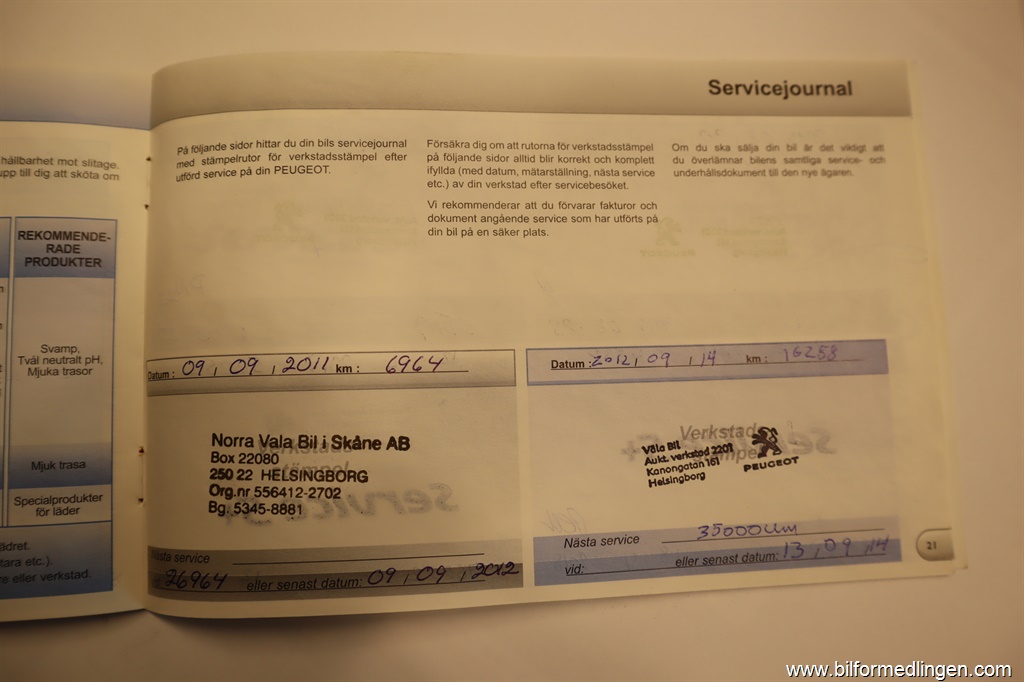 Servicejournal
hållbarhet mot slitage.
upp till dig att sköta om
REKOMMENDE-
RADE
PRODUKTER
Svamp,
Tvål neutralt pH,
Mjuka trasor
Mjuk trasa
Specialprodukter
för läder
ädret.
tara etc.).
re eller verkstad.
På följande sidor hittar du din bils servicejournal
med stämpelrutor för verkstadsstämpel efter
utförd service på din PEUGEOT.
Försäkra dig om att rutorna för verkstadsstämpel
på följande sidor alltid blir korrekt och komplett
ifyllda (med datum, mätarställning, nästa service
etc.) av din verkstad efter servicebesöket.
Vi rekommenderar att du förvarar fakturor och
dokument angående service som har utförts på
din bil på en säker plats.
Om du ska sälja din bil är det viktigt att
du överlämnar bilens samtliga service- och
underhållsdokument till den nye ägaren.
Datum : 09, 09, 2011 km : 6964
Norra Vala Bil i Skåne AB
Box 22080
250 22 HELSINGBORG
Org.nr 556412-2702
Bg. 5345-8881
Nästa service
26964 eller senast datum: 09, 09, 2012
Datum : 2012, 09, 14 km : 16258
Verkstads
Väla Bil
Aukt. verkstad 2207
Kanongatan 161
Helsingborg
PEUGEOT
Nästa service 35000km
vid: eller senast datum: 13, 09, 14
21
www.bilformedlingen.com